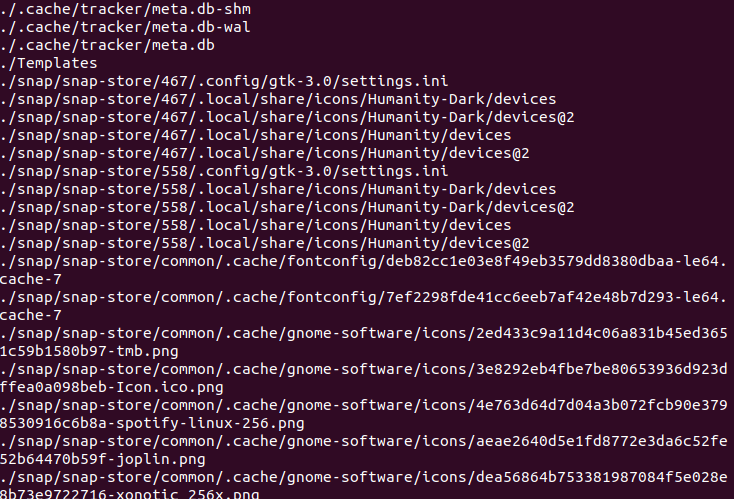 ./.cache/tracker/meta.db-shm
./.cache/tracker/meta.db-wal
./.cache/tracker/meta.db
./Templates
./snap/snap-store/467/.config/gtk-3.0/settings.ini
./snap/snap-store/467/.local/share/icons/Humanity-Dark/devices
./snap/snap-store/467/.local/share/icons/Humanity-Dark/devices@2
./snap/snap-store/467/.local/share/icons/Humanity/devices
./snap/snap-store/467/.local/share/icons/Humanity/devices@2
./snap/snap-store/558/.config/gtk-3.0/settings.ini
./snap/snap-store/558/.local/share/icons/Humanity-Dark/devices
./snap/snap-store/558/.local/share/icons/Humanity-Dark/devices@2
./snap/snap-store/558/.local/share/icons/Humanity/devices
./snap/snap-store/558/.local/share/icons/Humanity/devices@2
./snap/snap-store/common/.cache/fontconfig/deb82cc1e03e8f49eb3579dd8380dbaa-le64.
cache-7
./snap/snap-store/common/.cache/fontconfig/7ef2298fde41cc6eeb7af42e48b7d293-le64.
cache-7
./snap/snap-store/common/.cache/gnome-software/icons/2ed433c9a11d4c06a831b45ed365
1c59b1580b97-tmb.png
./snap/snap-store/common/.cache/gnome-software/icons/3e8292eb4fbe7be80653936d923d
ffea0a098beb-Icon.ico.png
./snap/snap-store/common/.cache/gnome-software/icons/4e763d64d7d04a3b072fcb90e379
8530916c6b8a-spotify-linux-256.png
./snap/snap-store/common/.cache/gnome-software/icons/aeae2640d5e1fd8772e3da6c52fe
52b64470b59f-joplin.png
./snap/snap-store/common/.cache/gnome-software/icons/dea56864b753381987084f5e028e
8b73e9722716-xonotic_256x.png